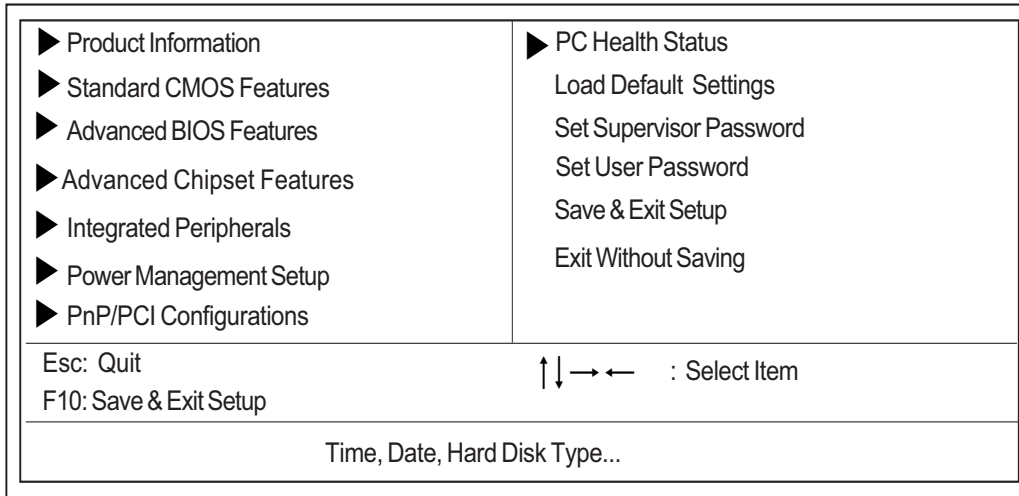 Product Information
Standard CMOS Features
Advanced BIOS Features
Advanced Chipset Features
Integrated Peripherals
Power Management Setup
PnP/PCI Configurations
PC Health Status
Load Default Settings
Set Supervisor Password
Set User Password
Save & Exit Setup
Exit Without Saving
Esc: Quit
F10: Save & Exit Setup
↑↓→← : Select Item
Time, Date, Hard Disk Type...